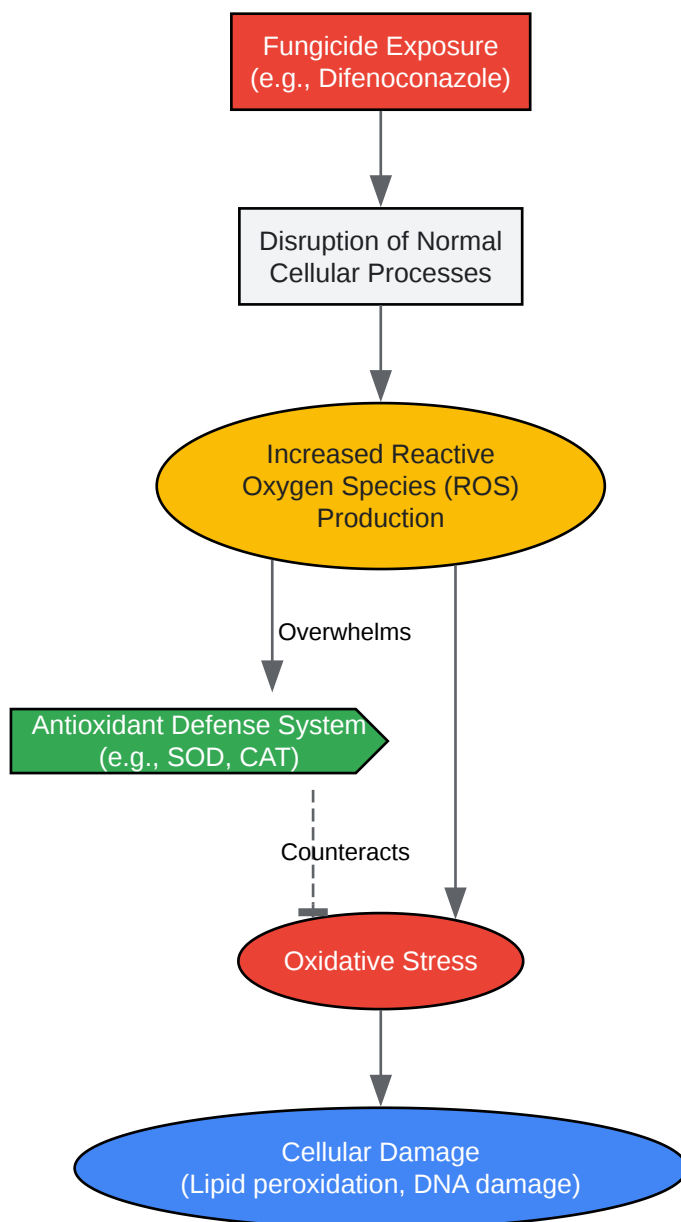 Fungicide Exposure
(e.g., Difenoconazole)
Disruption of Normal
Cellular Processes
Increased Reactive
Oxygen Species (ROS)
Production
Overwhelms
Antioxidant Defense System
(e.g., SOD, CAT)
Counteracts
Oxidative Stress
Cellular Damage
(Lipid peroxidation, DNA damage)